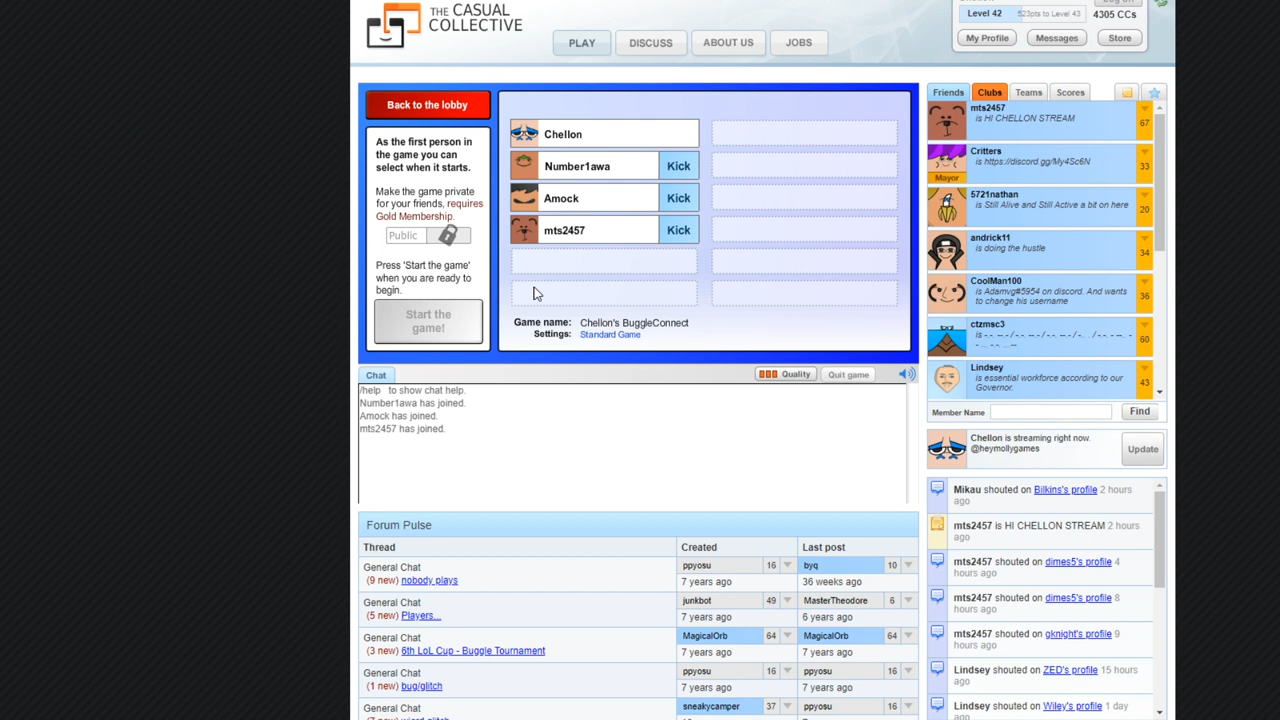 THE CASUAL
COLLECTIVE
PLAY
DISCUSS
ABOUT US
JOBS
Level 42
523pts to Level 43
4305 CCs
My Profile
Messages
Store
Back to the lobby
As the first person in
the game you can
select when it starts.
Make the game private
for your friends, requires
Gold Membership.
Public
Press 'Start the game'
when you are ready to
begin.
Start the
game!
Chellon
Number1awa
Kick
Amock
Kick
mts2457
Kick
Game name: Chellon's BuggleConnect
Settings: Standard Game
Chat
Quality
Quit game
/help to show chat help.
Number1awa has joined.
Amock has joined.
mts2457 has joined.
Friends
Clubs
Teams
Scores
mts2457
is HI CHELLON STREAM
67
Critters
is https://discord.gg/My4Sc6N
33
Mayor
5721nathan
is Still Alive and Still Active a bit on here
20
andrick11
is doing the hustle
34
CoolMan100
is Adamvg#5954 on discord. And wants
to change his username
36
ctzmsc3
60
Lindsey
is essential workforce according to our
Governor.
43
Member Name
Find
Chellon is streaming right now.
@heymollygames
Update
Mikau shouted on Bilkins's profile 2 hours
ago
mts2457 is HI CHELLON STREAM 2 hours
ago
mts2457 shouted on dimes5's profile 4
hours ago
mts2457 shouted on dimes5's profile 8
hours ago
mts2457 shouted on gknight's profile 9
hours ago
Lindsey shouted on ZED's profile 15 hours
ago
Lindsey shouted on Wiley's profile 1 day
Forum Pulse
Thread Created Last post
General Chat ppyosu 16 byq 10
(9 new) nobody plays 7 years ago 36 weeks ago
General Chat junkbot 49 MasterTheodore 6
(5 new) Players... 7 years ago 6 years ago
General Chat MagicalOrb 64 MagicalOrb 64
(3 new) 6th LoL Cup - Buggle Tournament 7 years ago 7 years ago
General Chat ppyosu 16 ppyosu 16
(1 new) bug/glitch 7 years ago 7 years ago
General Chat sneakycamper 37 ppyosu 16